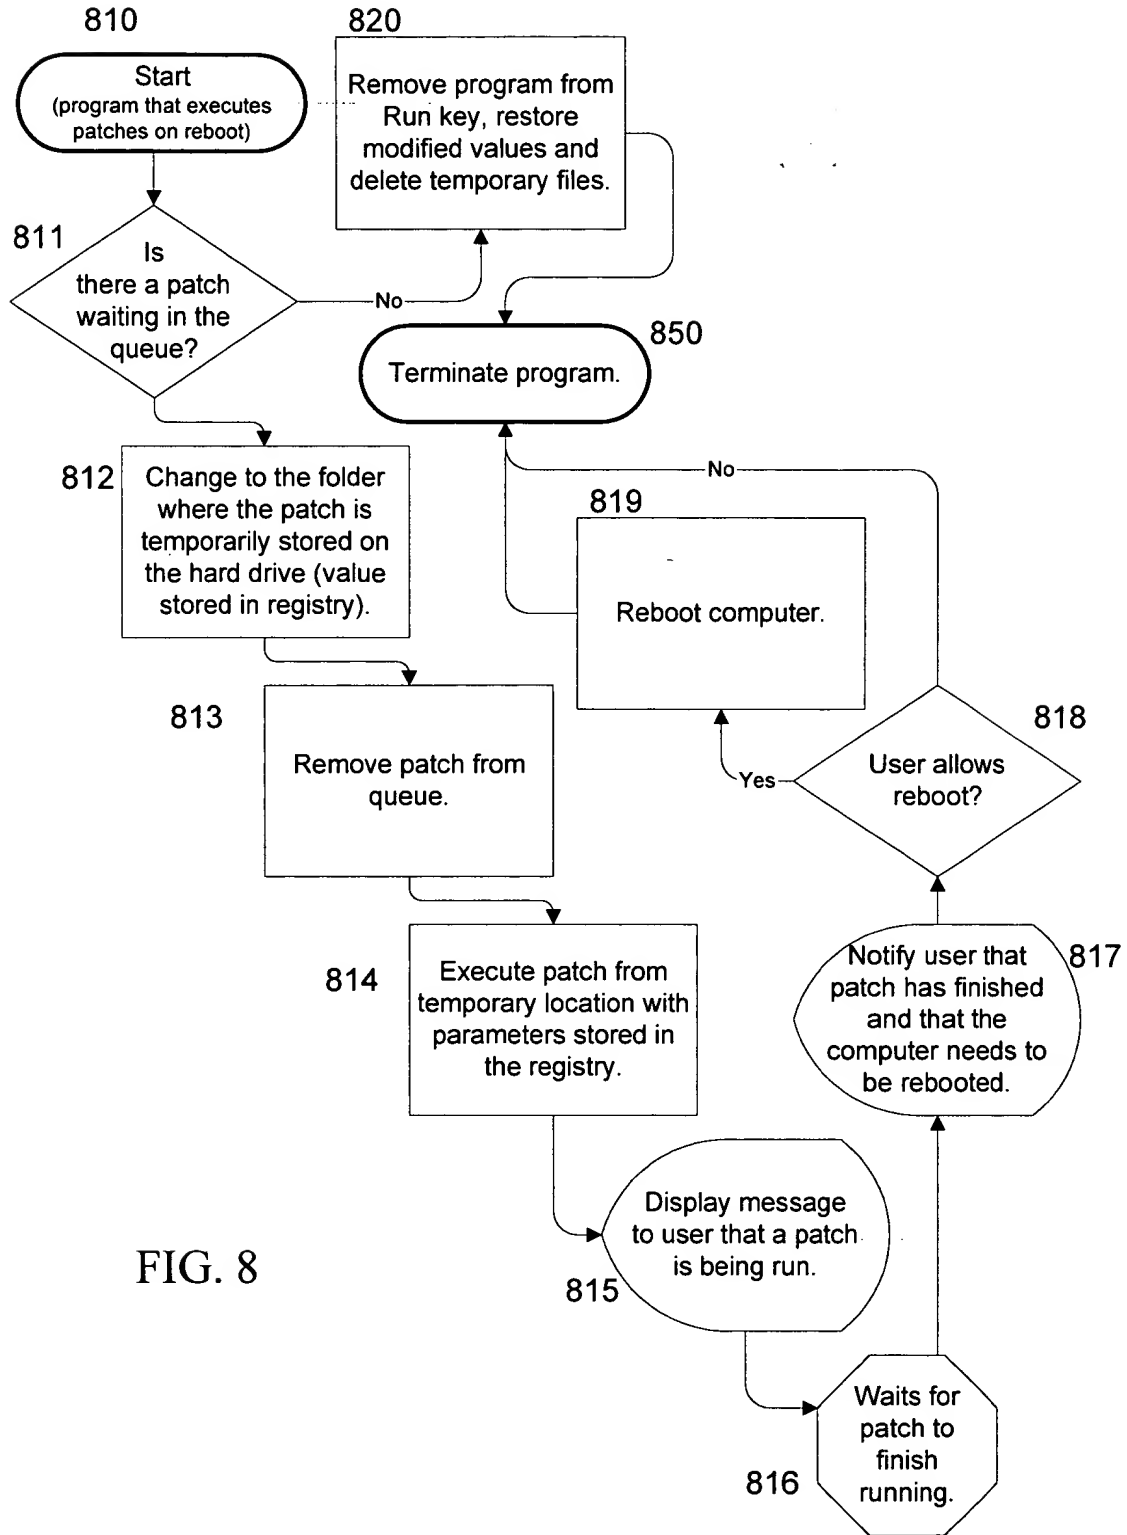 810
Start
(program that executes
patches on reboot)
820
Remove program from
Run key, restore
modified values and
delete temporary files.
811
Is
there a patch
waiting in the
queue?
No
850
Terminate program.
812
Change to the folder
where the patch is
temporarily stored on
the hard drive (value
stored in registry).
No
819
Reboot computer.
813
Remove patch from
queue.
818
User allows
reboot?
Yes
814
Execute patch from
temporary location with
parameters stored in
the registry.
817
Notify user that
patch has finished
and that the
computer needs to
be rebooted.
815
Display message
to user that a patch
is being run.
FIG. 8
816
Waits for
patch to
finish
running.